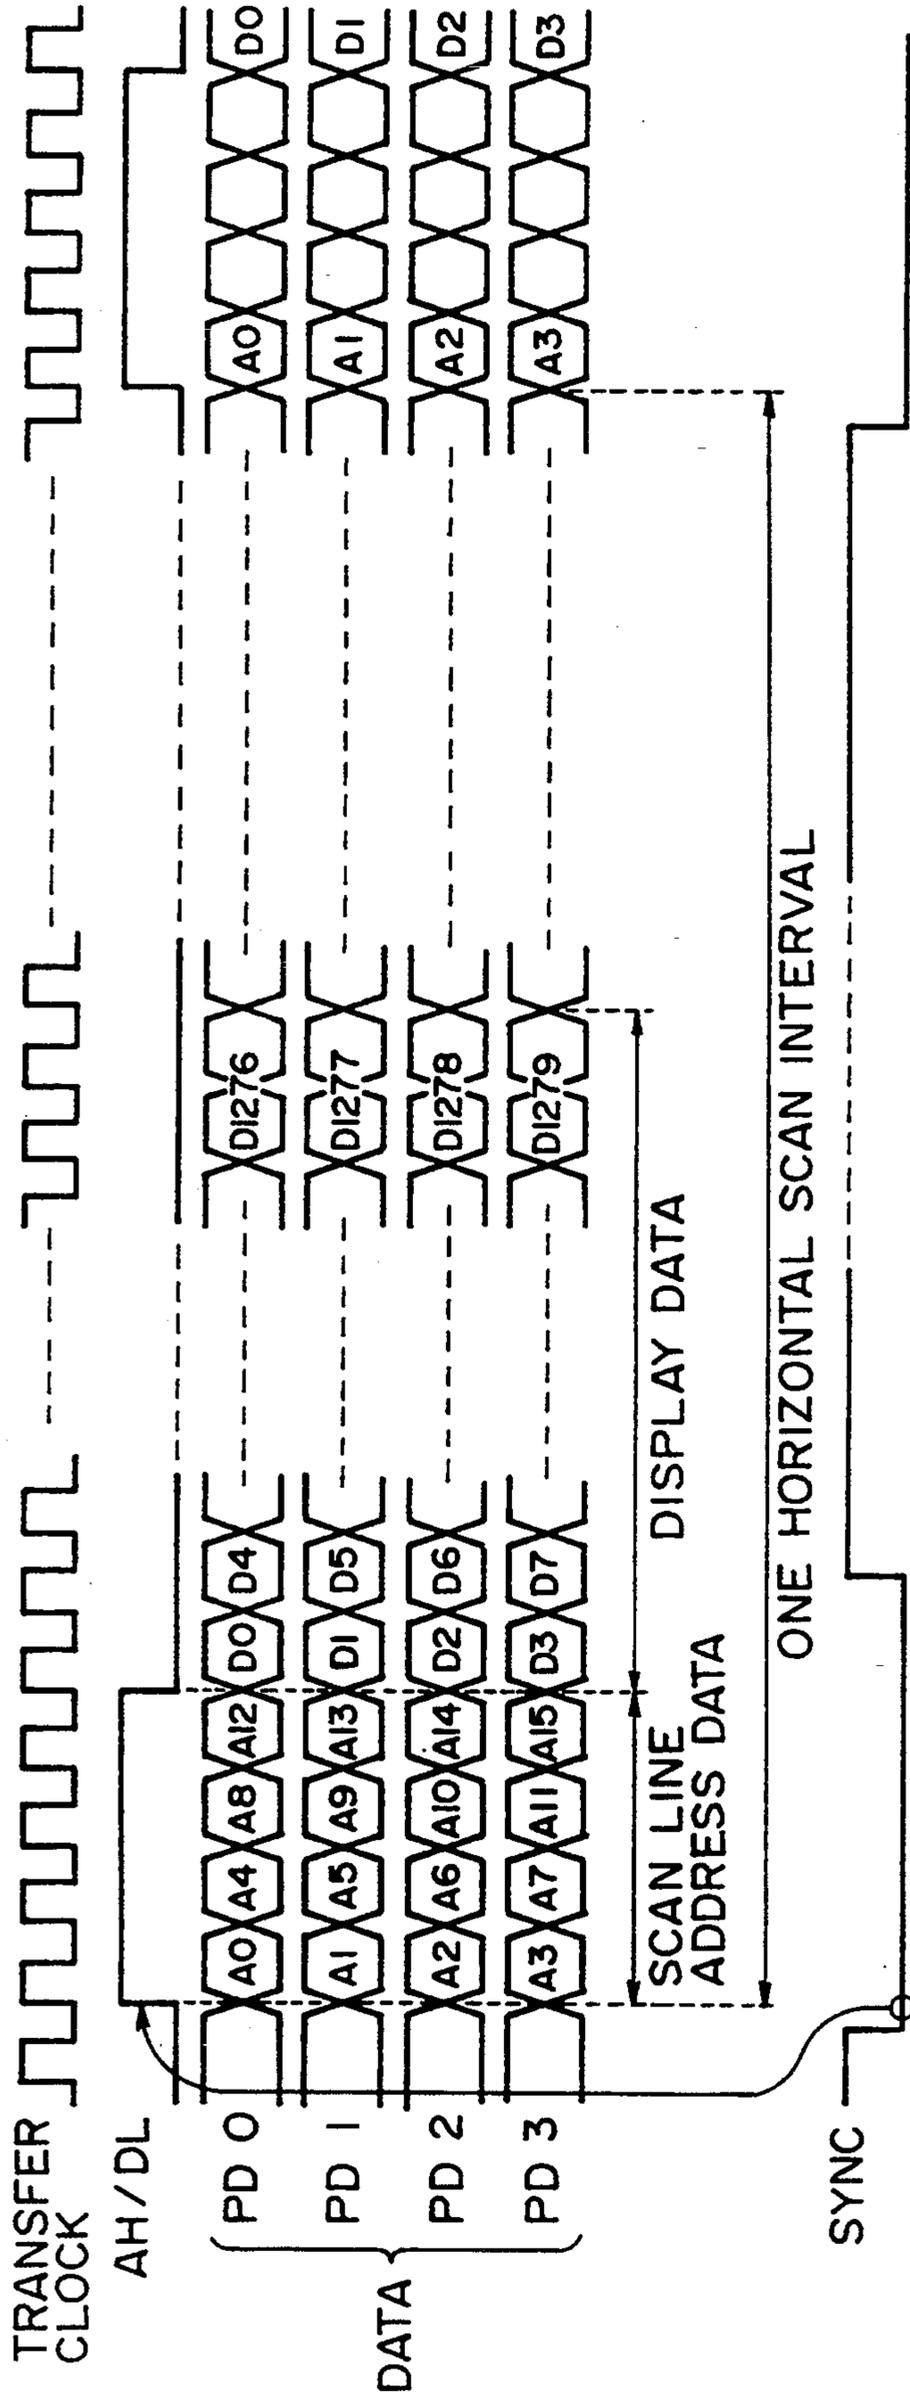 TRANSFER
CLOCK
AH/DL
DATA
PD 0
A0 A4 A8 A12 D0 D4 D1276 A0 D0
PD 1
A1 A5 A9 A13 D1 D5 D1277 A1 D1
PD 2
A2 A6 A10 A14 D2 D6 D1278 A2 D2
PD 3
A3 A7 A11 A15 D3 D7 D1279 A3 D3
SCAN LINE
ADDRESS DATA
DISPLAY DATA
ONE HORIZONTAL SCAN INTERVAL
SYNC